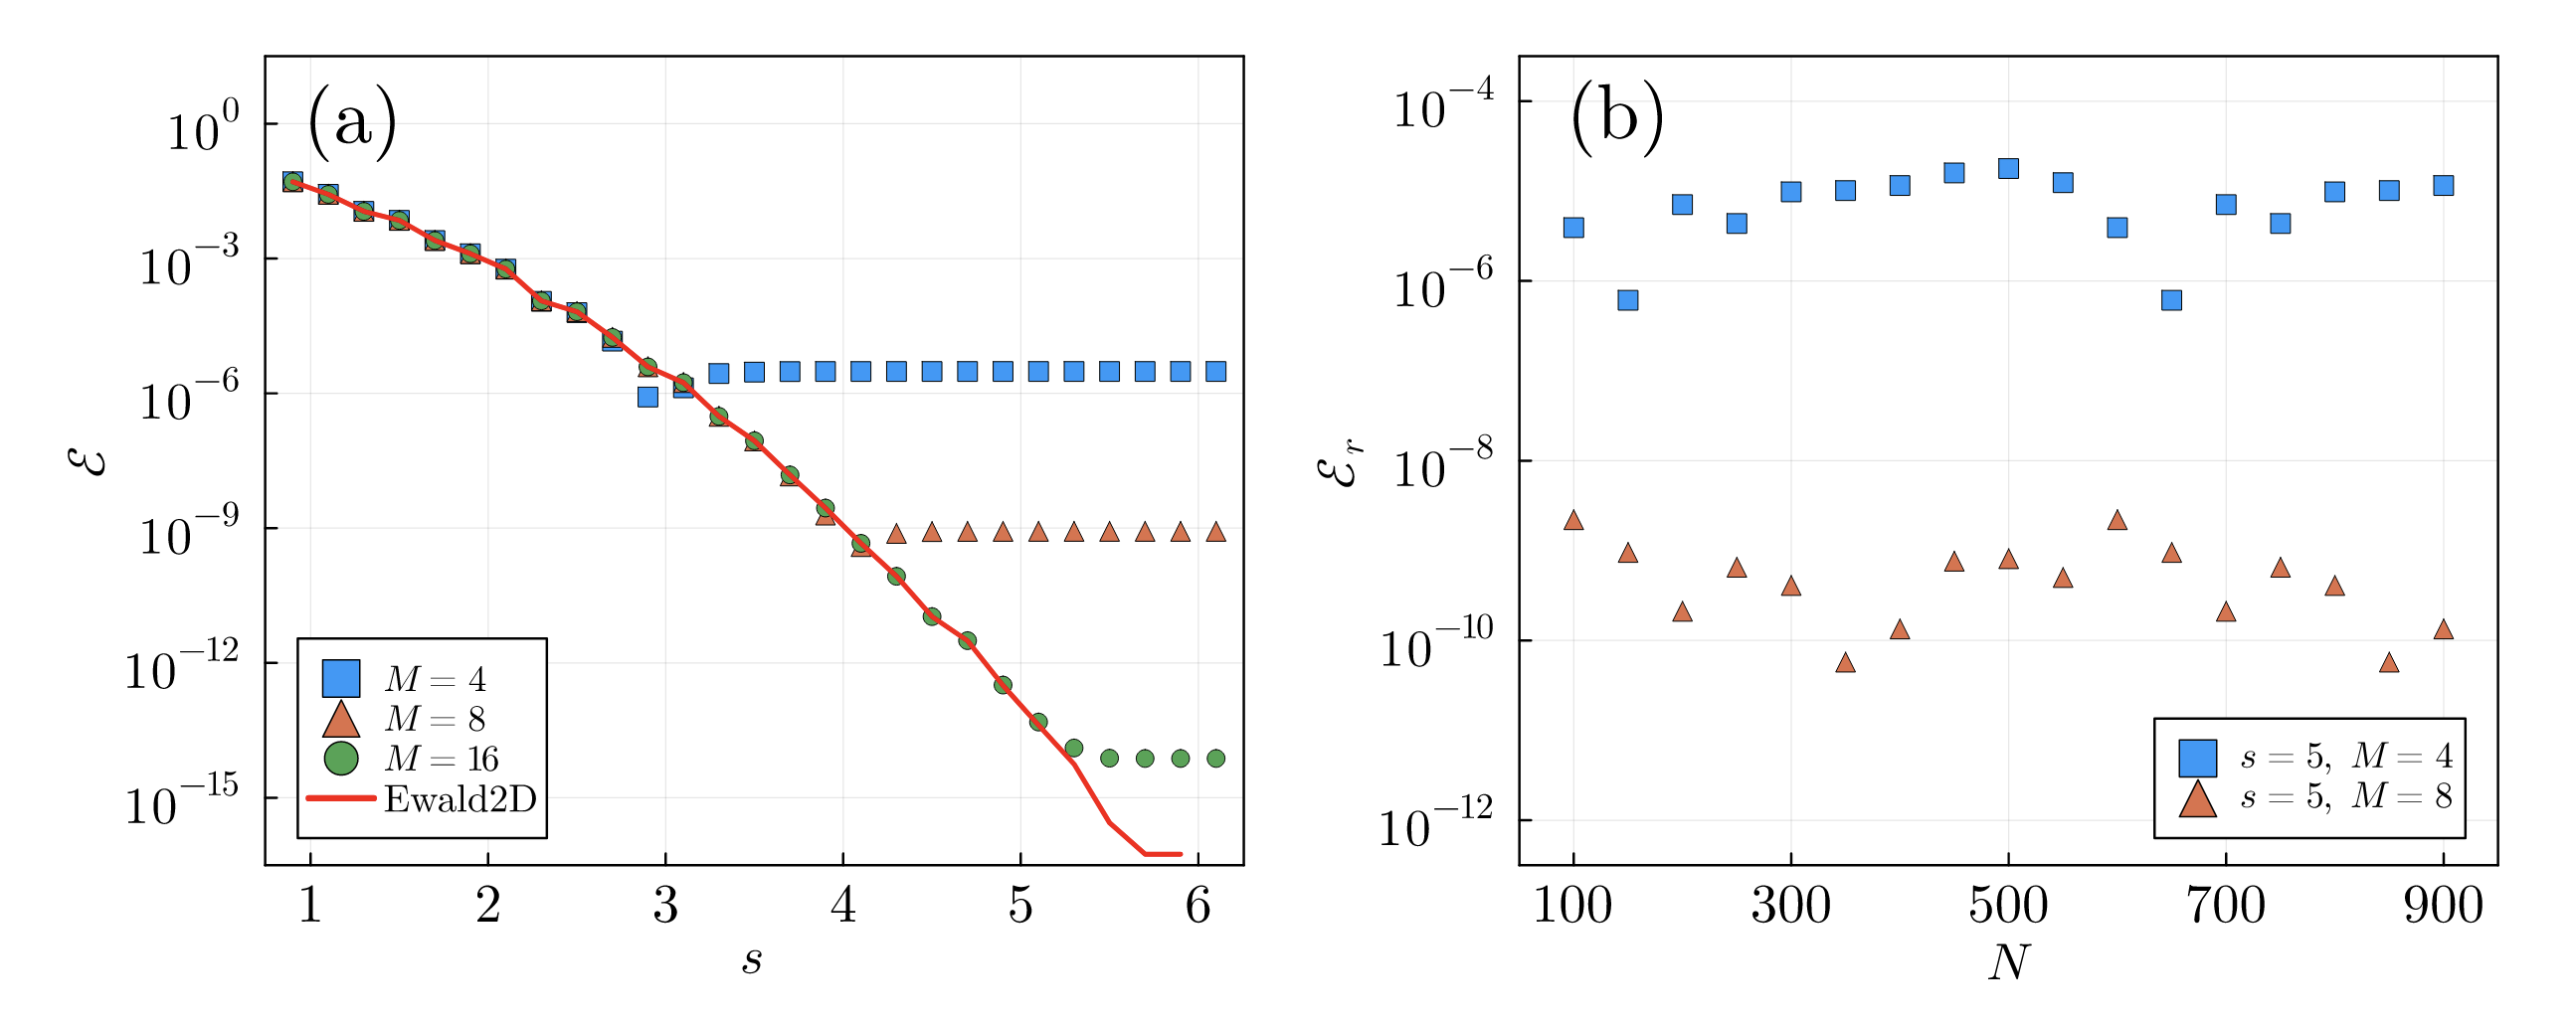 (a)
10^0
10^{-3}
10^{-6}
10^{-9}
10^{-12}
10^{-15}
ℰ
M = 4
M = 8
M = 16
Ewald2D
1 2 3 4 5 6
s
(b)
10^{-4}
10^{-6}
10^{-8}
10^{-10}
10^{-12}
ℰ_r
s = 5, M = 4
s = 5, M = 8
100 300 500 700 900
N